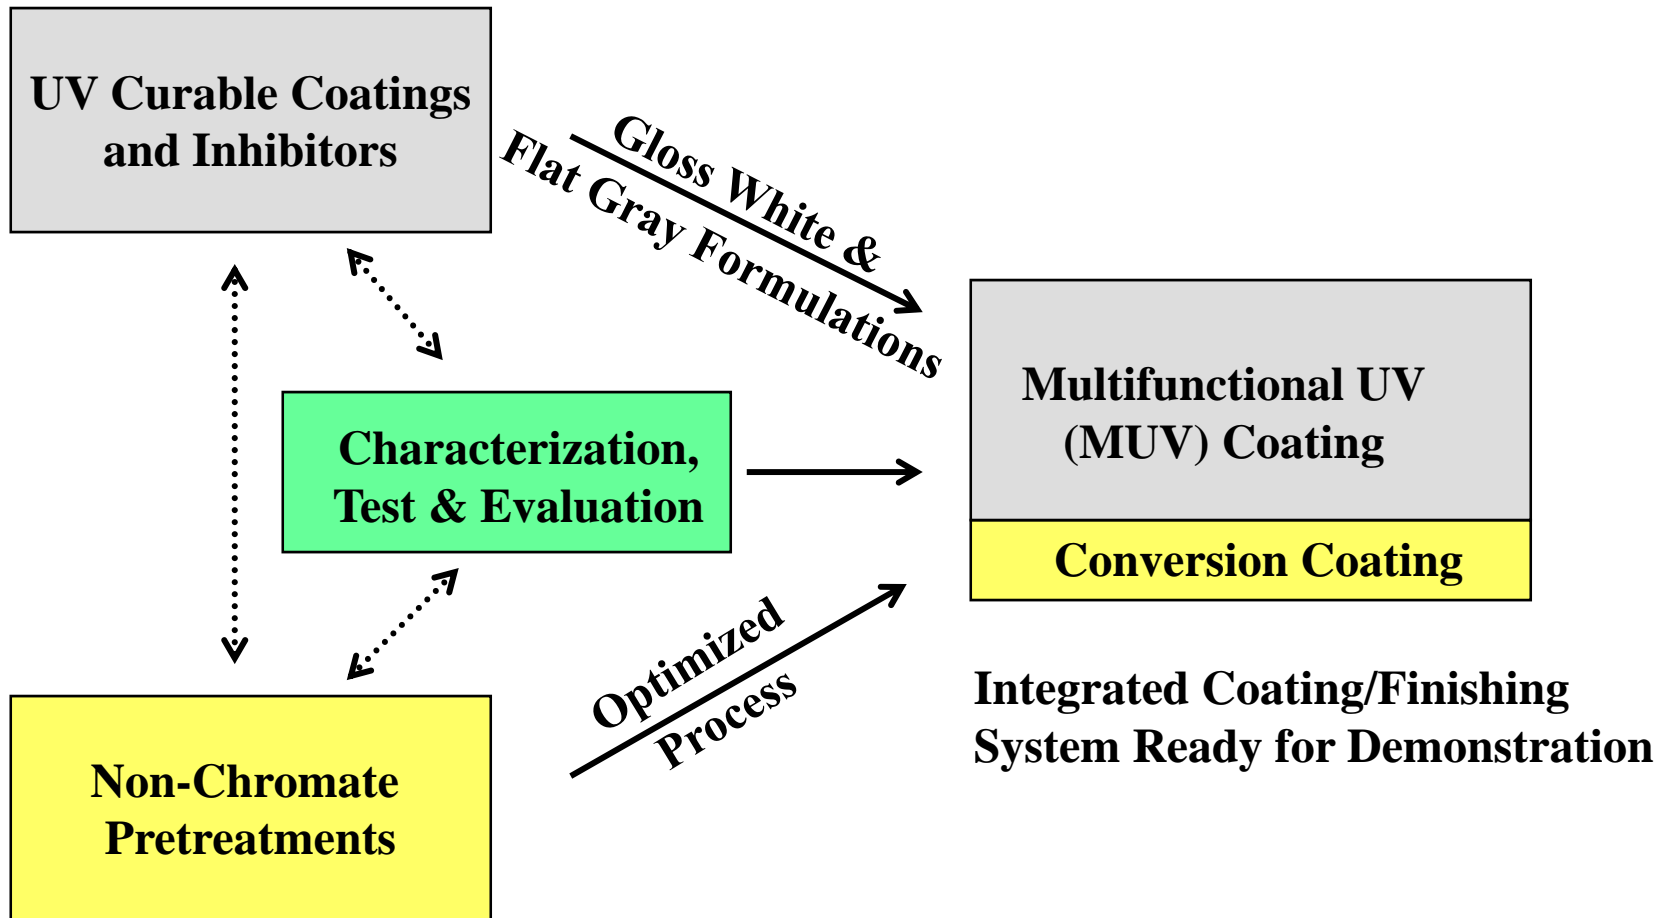 UV Curable Coatings
and Inhibitors
Gloss White &
Flat Gray Formulations
Characterization,
Test & Evaluation
Multifunctional UV
(MUV) Coating
Conversion Coating
Optimized
Process
Non-Chromate
Pretreatments
Integrated Coating/Finishing
System Ready for Demonstration